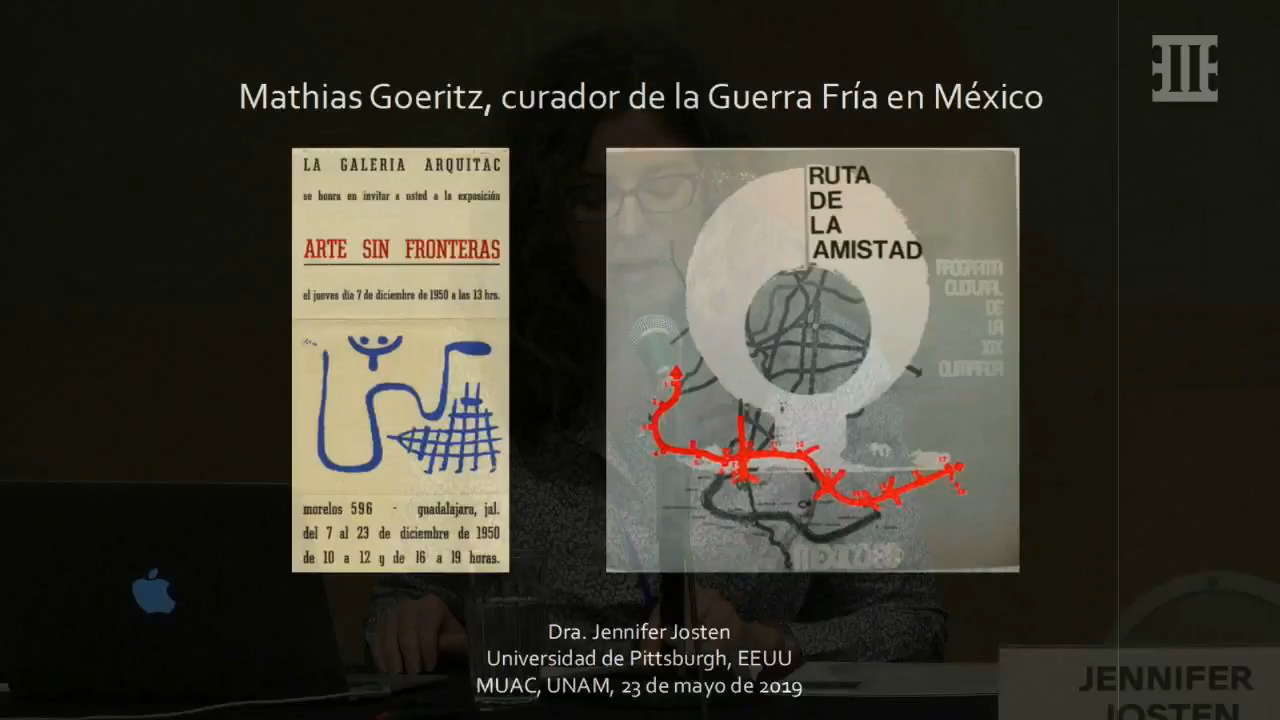 Mathias Goeritz, curador de la Guerra Fría en México
LA GALERIA ARQUITAC
se honra en invitar a usted a la exposición
ARTE SIN FRONTERAS
el jueves día 7 de diciembre de 1950 a las 13 hrs.
morelos 596 - guadalajara, jal.
del 7 al 23 de diciembre de 1950
de 10 a 12 y de 16 a 19 horas.
RUTA
DE
LA
AMISTAD
PROGRAMA
CULTURAL
DE
LA
XIX
OLIMPIADA
Dra. Jennifer Josten
Universidad de Pittsburgh, EEUU
MUAC, UNAM, 23 de mayo de 2019
JENNIFER
JOSTEN